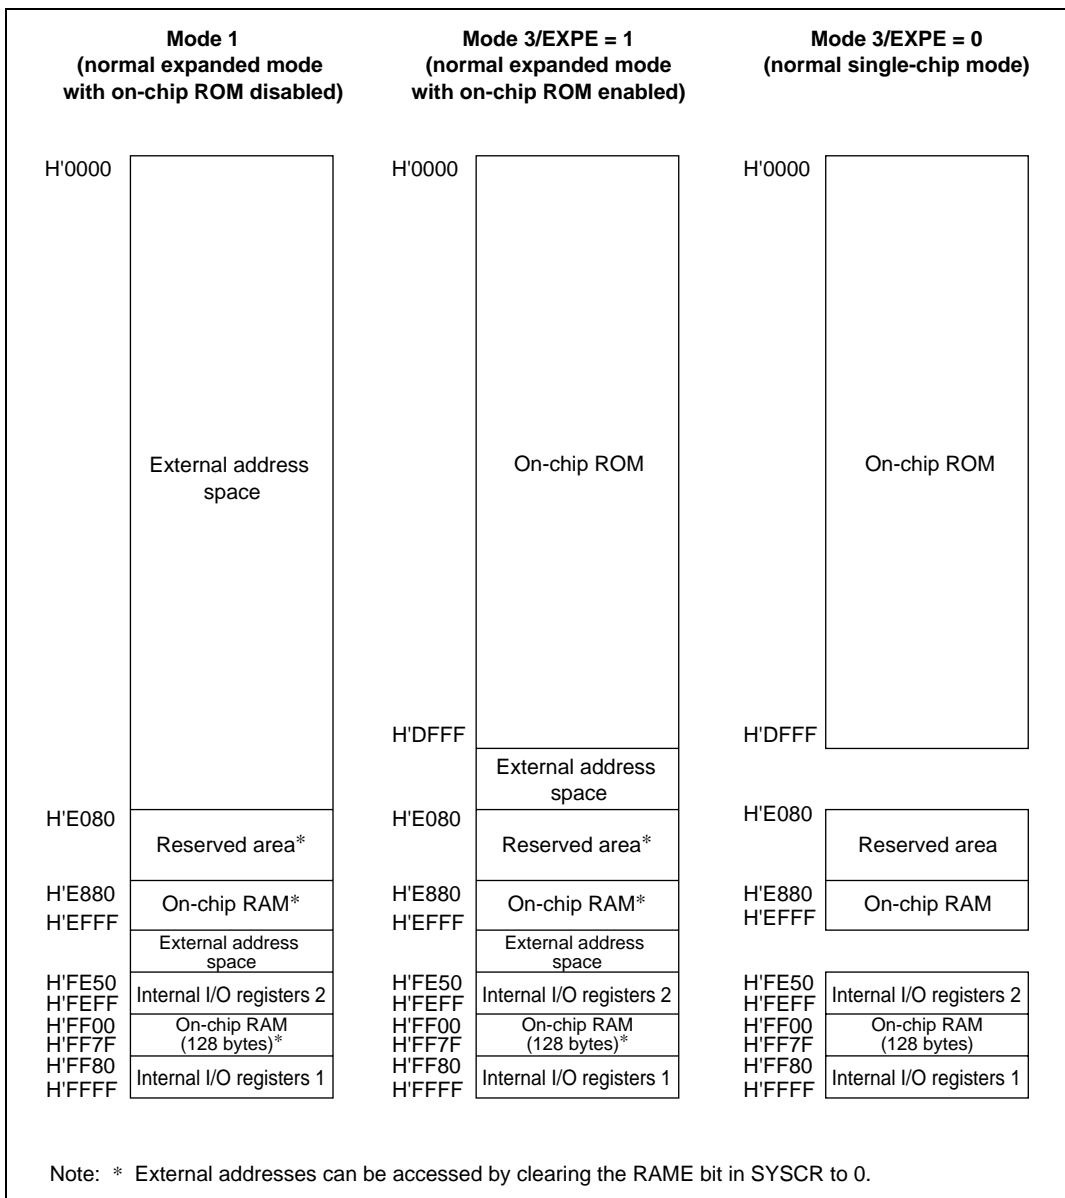 Mode 1
(normal expanded mode
with on-chip ROM disabled)
H'0000
External address
space
H'E080
Reserved area*
H'E880
On-chip RAM*
H'EFFF
External address
space
H'FE50
Internal I/O registers 2
H'FEFF
H'FF00
On-chip RAM
(128 bytes)*
H'FF7F
H'FF80
Internal I/O registers 1
H'FFFF
Mode 3/EXPE = 1
(normal expanded mode
with on-chip ROM enabled)
H'0000
On-chip ROM
H'DFFF
External address
space
H'E080
Reserved area*
H'E880
On-chip RAM*
H'EFFF
External address
space
H'FE50
Internal I/O registers 2
H'FEFF
H'FF00
On-chip RAM
(128 bytes)*
H'FF7F
H'FF80
Internal I/O registers 1
H'FFFF
Mode 3/EXPE = 0
(normal single-chip mode)
H'0000
On-chip ROM
H'DFFF
H'E080
Reserved area
H'E880
On-chip RAM
H'EFFF
H'FE50
Internal I/O registers 2
H'FEFF
H'FF00
On-chip RAM
(128 bytes)
H'FF7F
H'FF80
Internal I/O registers 1
H'FFFF
Note: * External addresses can be accessed by clearing the RAME bit in SYSCR to 0.